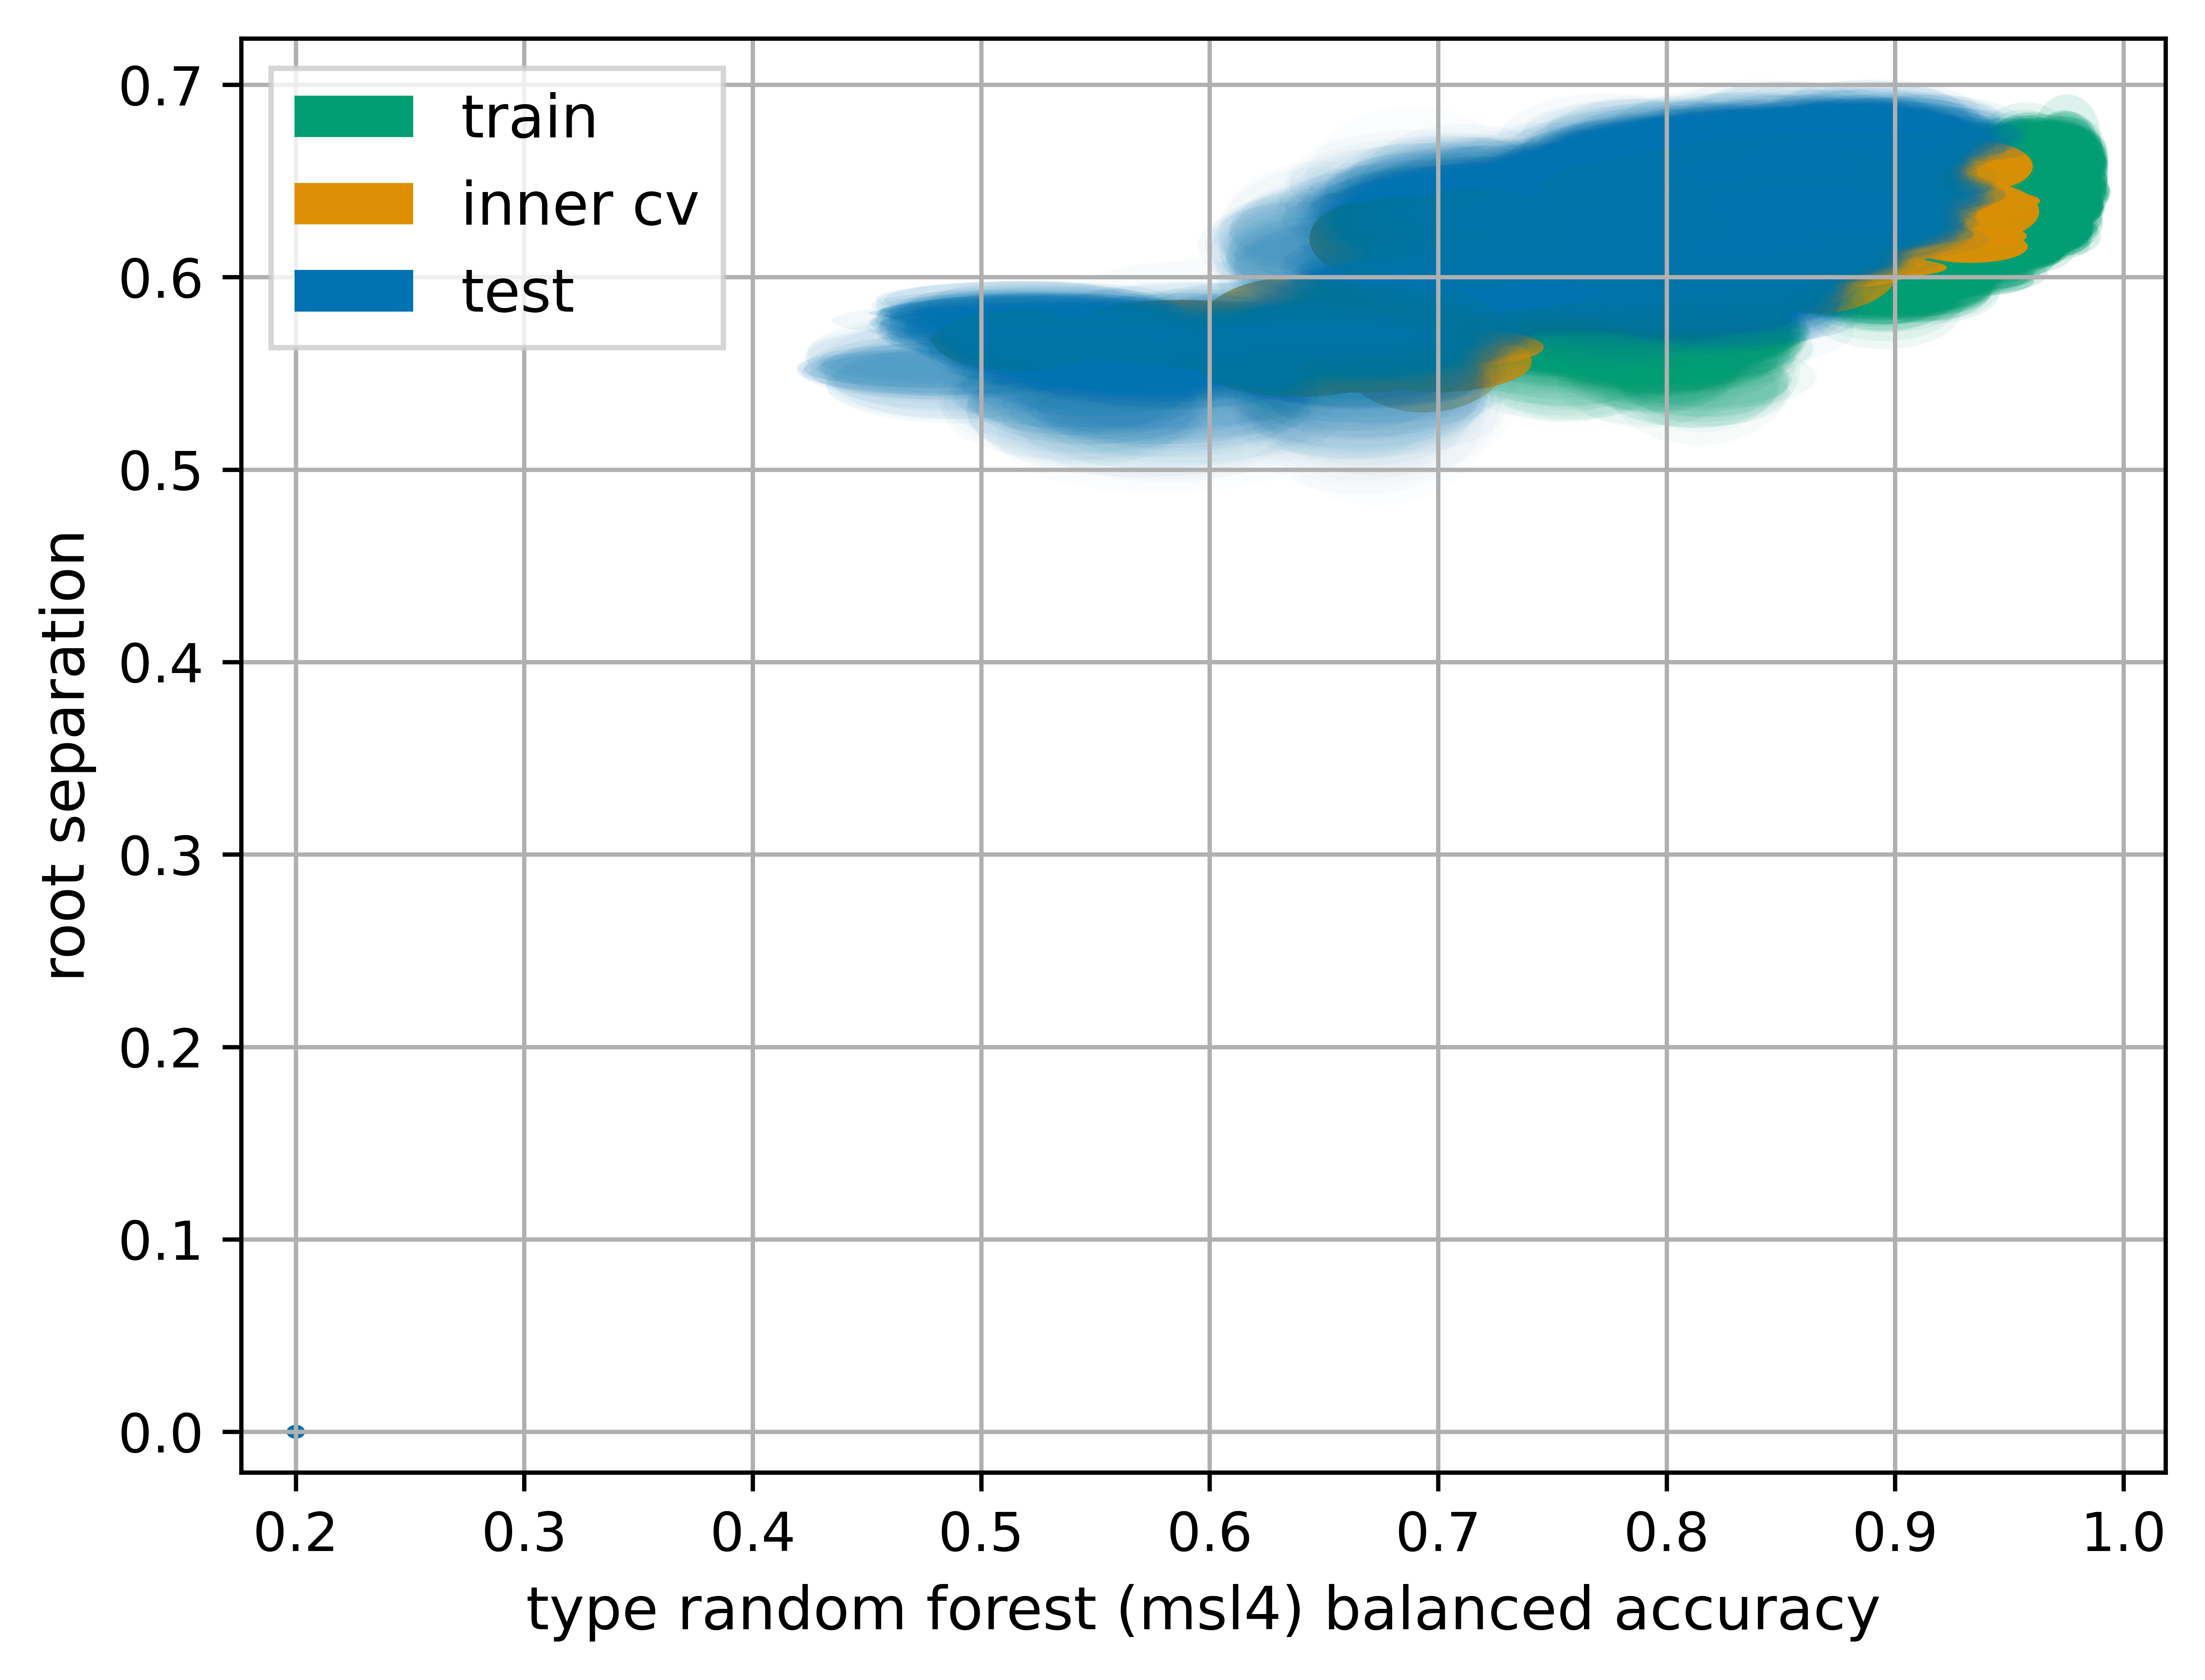 train
inner cv
test
0.7
0.6
0.5
0.4
0.3
0.2
0.1
0.0
root separation
0.2 0.3 0.4 0.5 0.6 0.7 0.8 0.9 1.0
type random forest (msl4) balanced accuracy